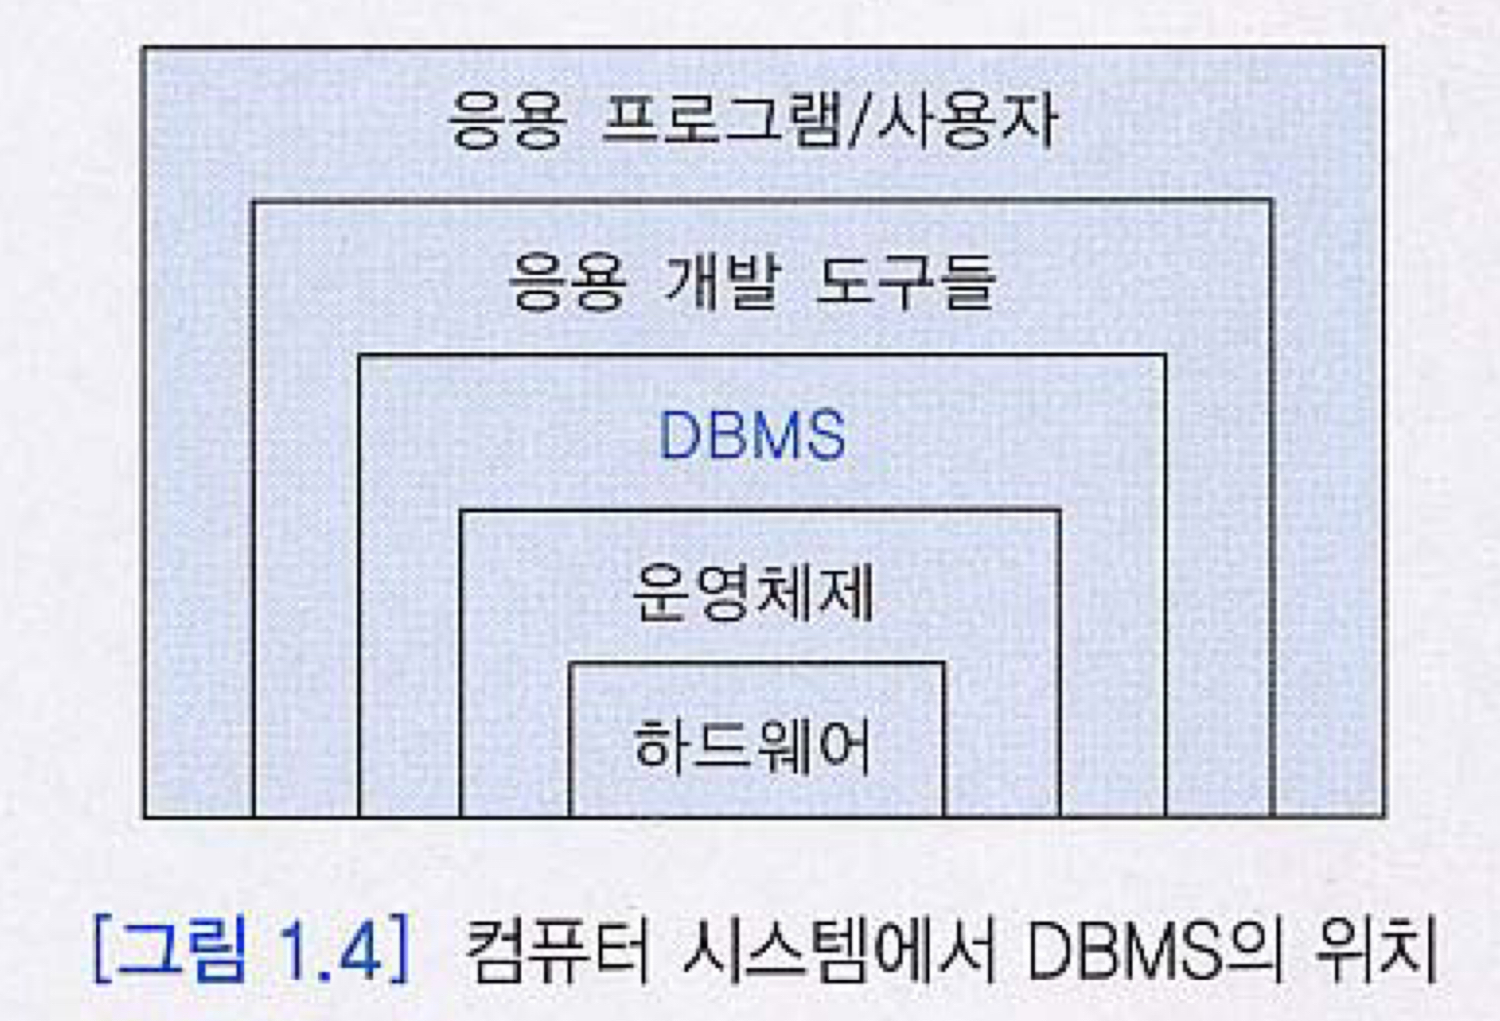 응용 프로그램/사용자
응용 개발 도구들
DBMS
운영체제
하드웨어
[그림 1.4] 컴퓨터 시스템에서 DBMS의 위치